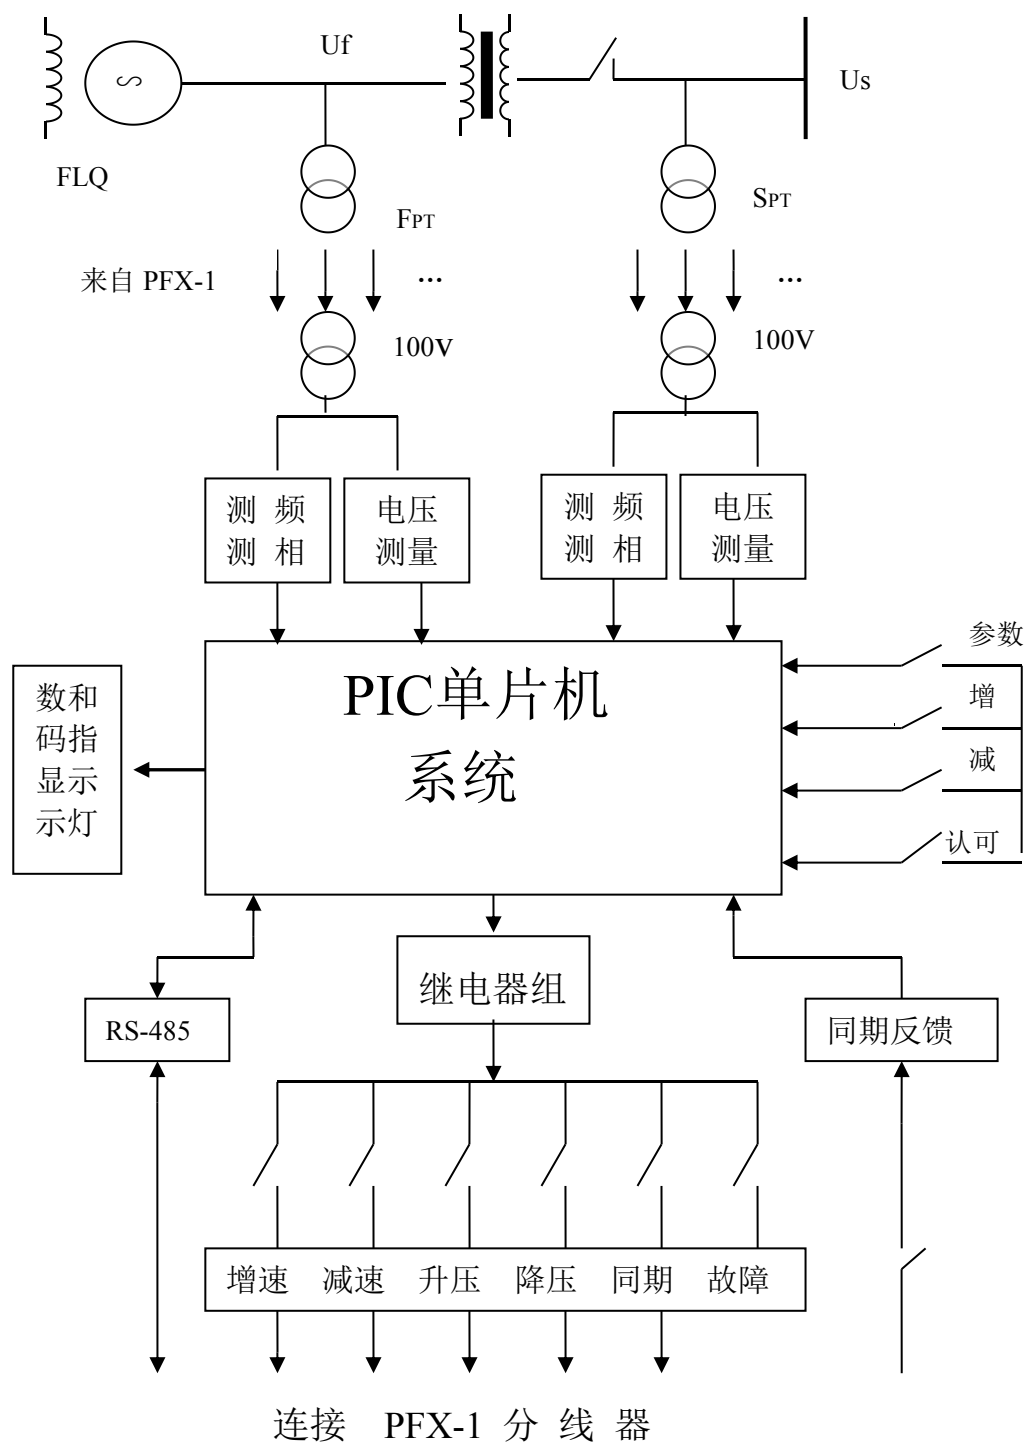 Uf
Us
FLQ
FPT
SPT
来自 PFX-1
...
...
100V
100V
测 频
测 相
电压
测量
测 频
测 相
电压
测量
PIC单片机
系统
数和
码指
显示
示灯
参数
增
减
认可
继电器组
RS-485
同期反馈
增速 减速 升压 降压 同期 故障
连接 PFX-1 分 线 器